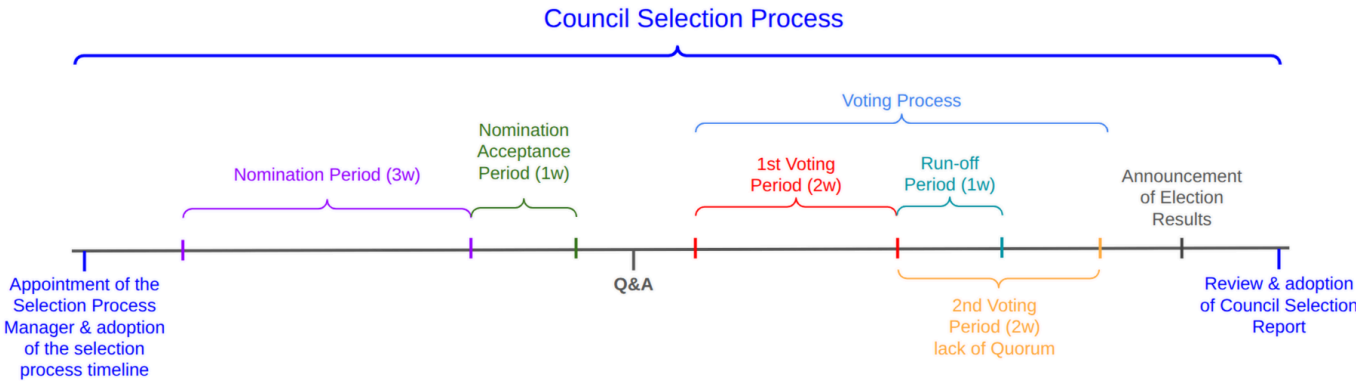 Council Selection Process
Voting Process
Nomination
Acceptance
Period (1w)
Nomination Period (3w)
1st Voting
Period (2w)
Run-off
Period (1w)
Announcement
of Election
Results
Appointment of the
Selection Process
Manager & adoption
of the selection
process timeline
Q&A
2nd Voting
Period (2w)
lack of Quorum
Review & adoption
of Council Selection
Report